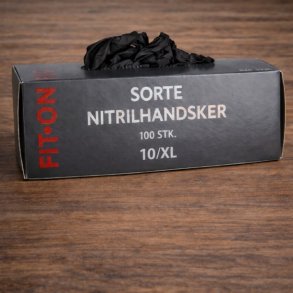 FIT•ON
SORTE
NITRILHANDSKER
100 STK.
10/XL